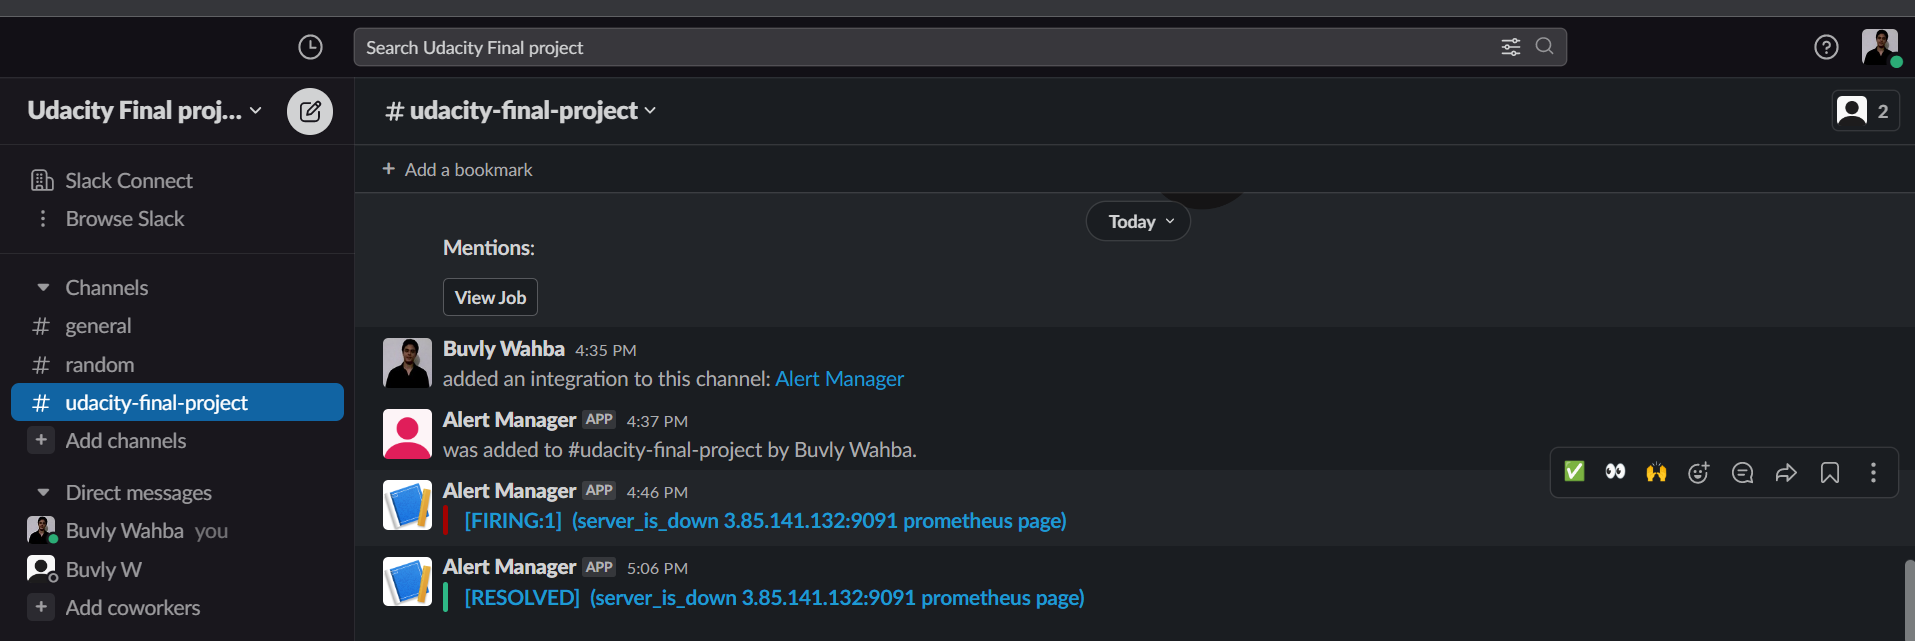 Search Udacity Final project
Udacity Final proj...
# udacity-final-project
2
+ Add a bookmark
Slack Connect
Browse Slack
Today
Mentions:
View Job
Channels
# general
# random
# udacity-final-project
+ Add channels
Direct messages
Buvly Wahba you
Buvly W
+ Add coworkers
Buvly Wahba 4:35 PM
added an integration to this channel: Alert Manager
Alert Manager APP 4:37 PM
was added to #udacity-final-project by Buvly Wahba.
Alert Manager APP 4:46 PM
[FIRING:1] (server_is_down 3.85.141.132:9091 prometheus page)
Alert Manager APP 5:06 PM
[RESOLVED] (server_is_down 3.85.141.132:9091 prometheus page)